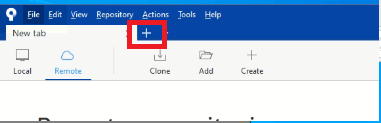 File Edit View Repository Actions Tools Help
New tab
Local Remote Clone Add Create